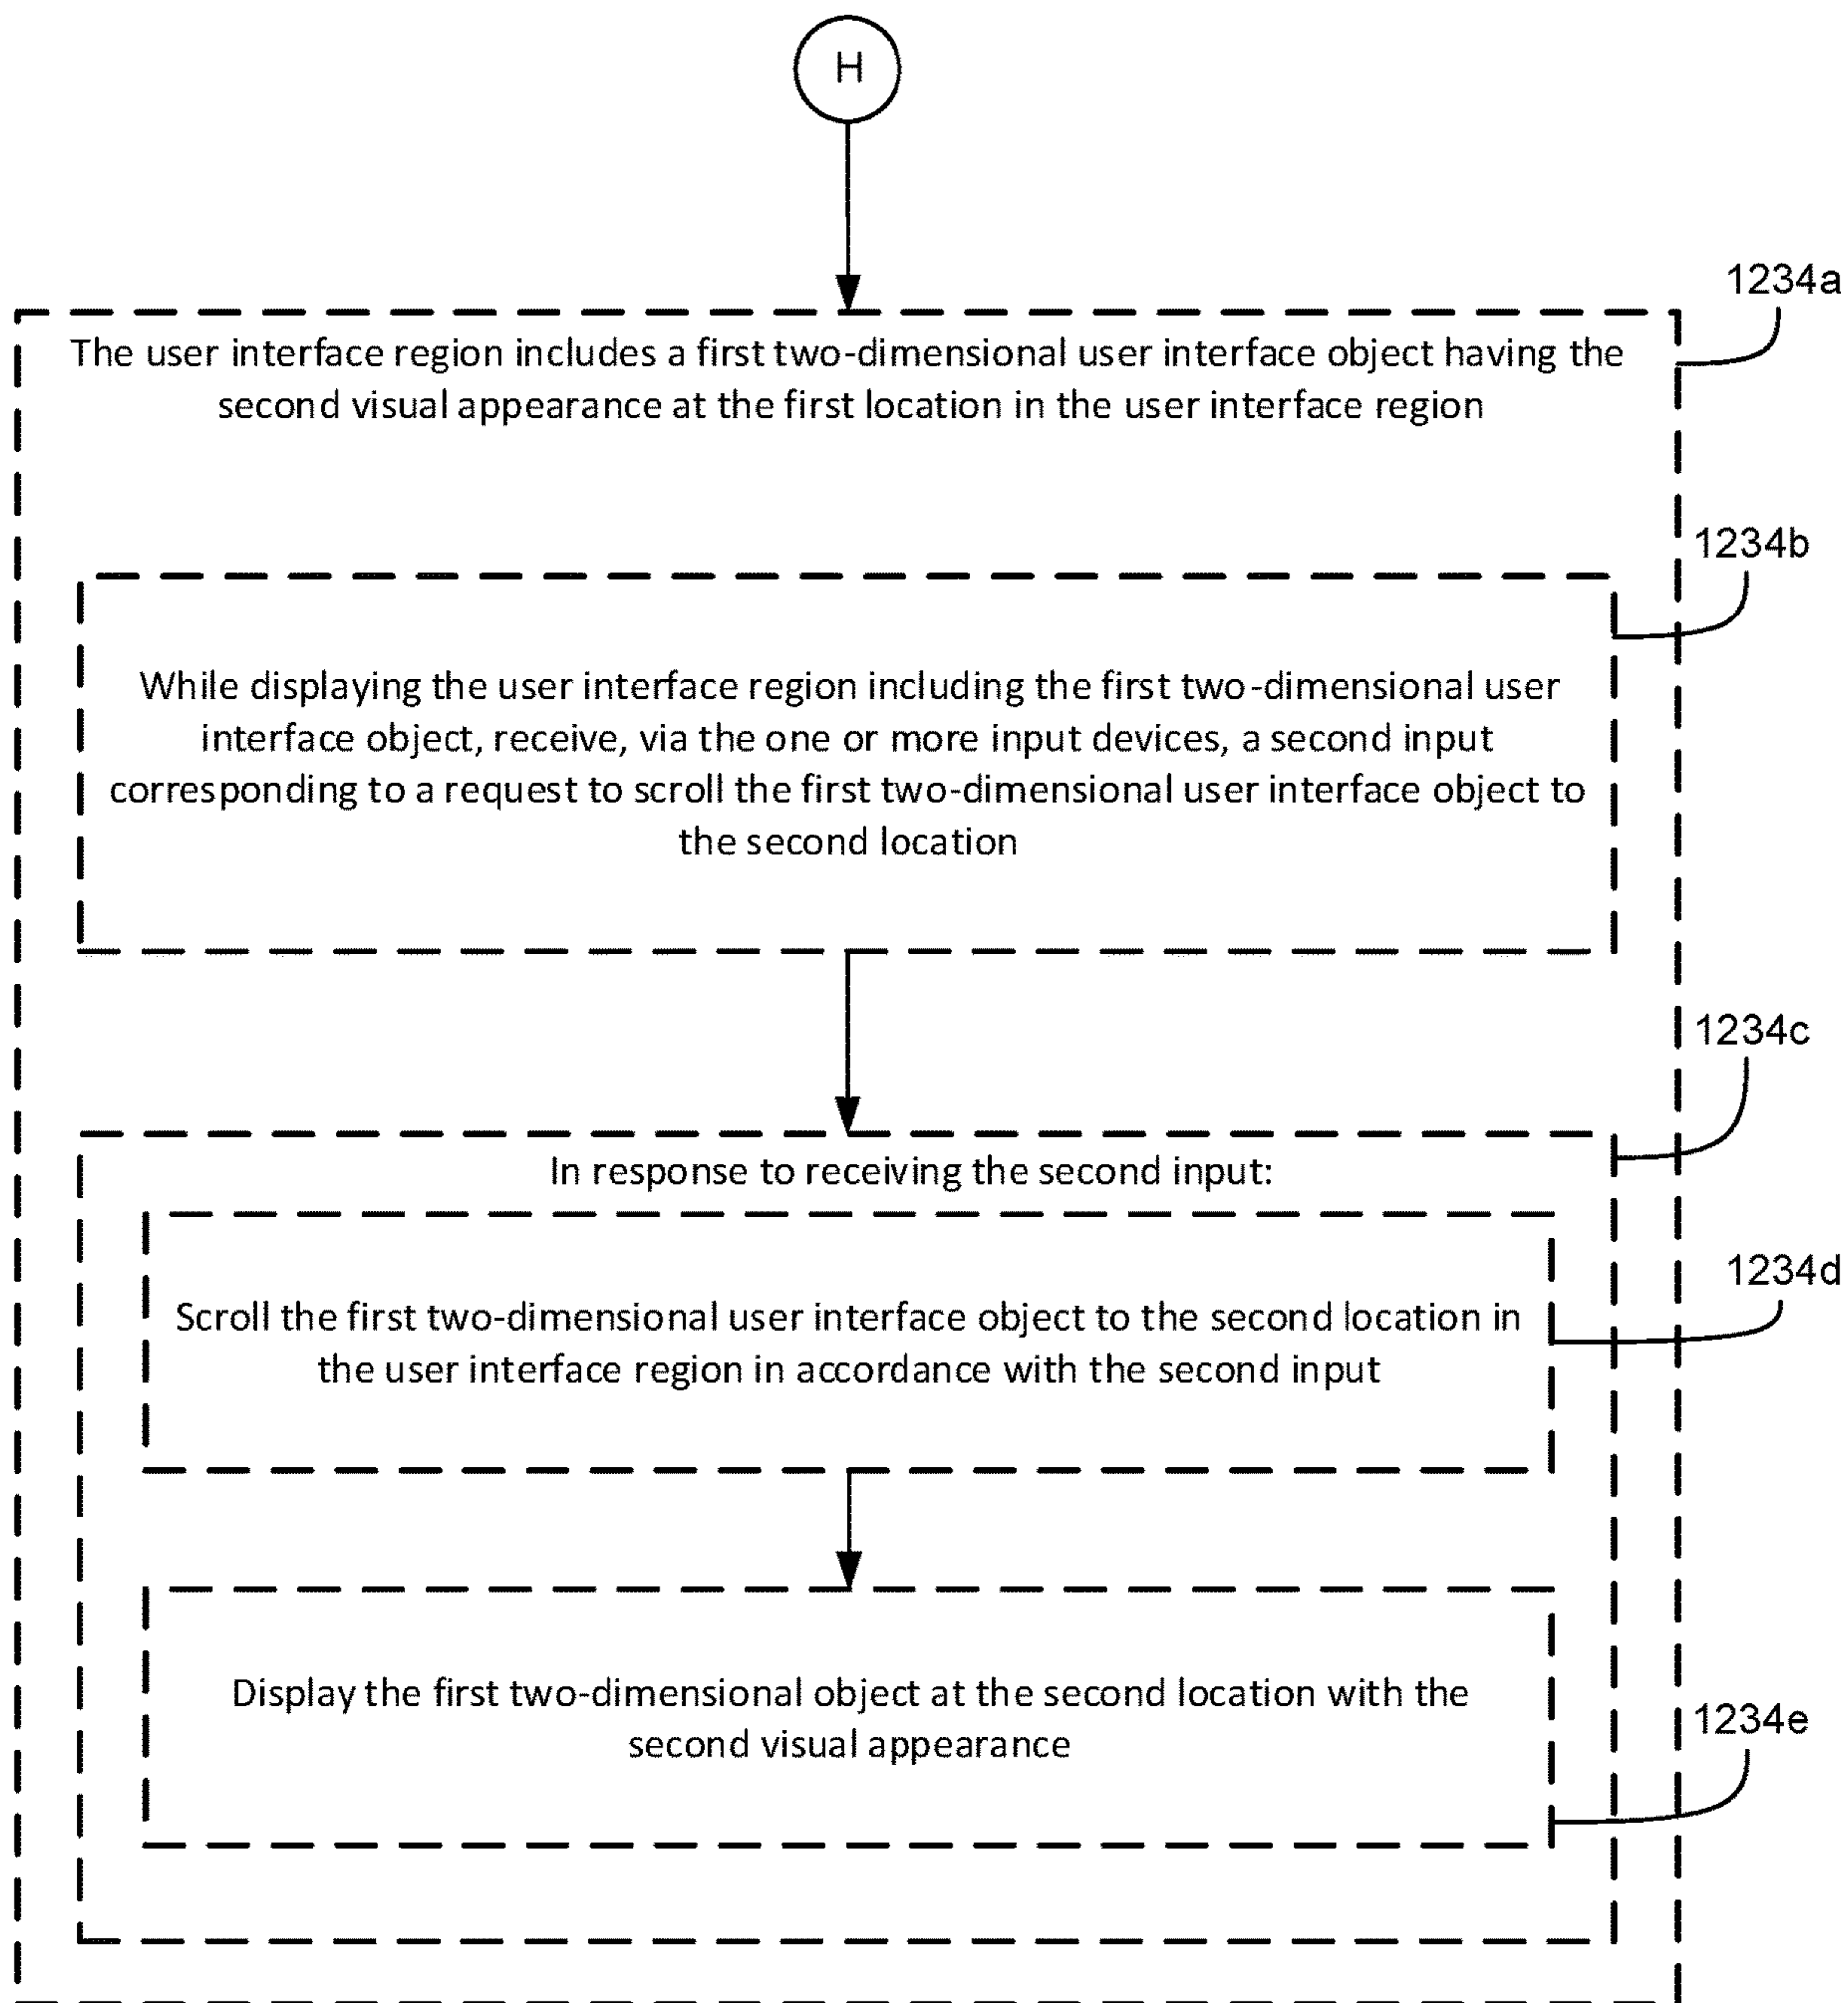 H
1234a
The user interface region includes a first two-dimensional user interface object having the
second visual appearance at the first location in the user interface region
1234b
While displaying the user interface region including the first two-dimensional user
interface object, receive, via the one or more input devices, a second input
corresponding to a request to scroll the first two-dimensional user interface object to
the second location
1234c
In response to receiving the second input:
1234d
Scroll the first two-dimensional user interface object to the second location in
the user interface region in accordance with the second input
Display the first two-dimensional object at the second location with the
1234e
second visual appearance